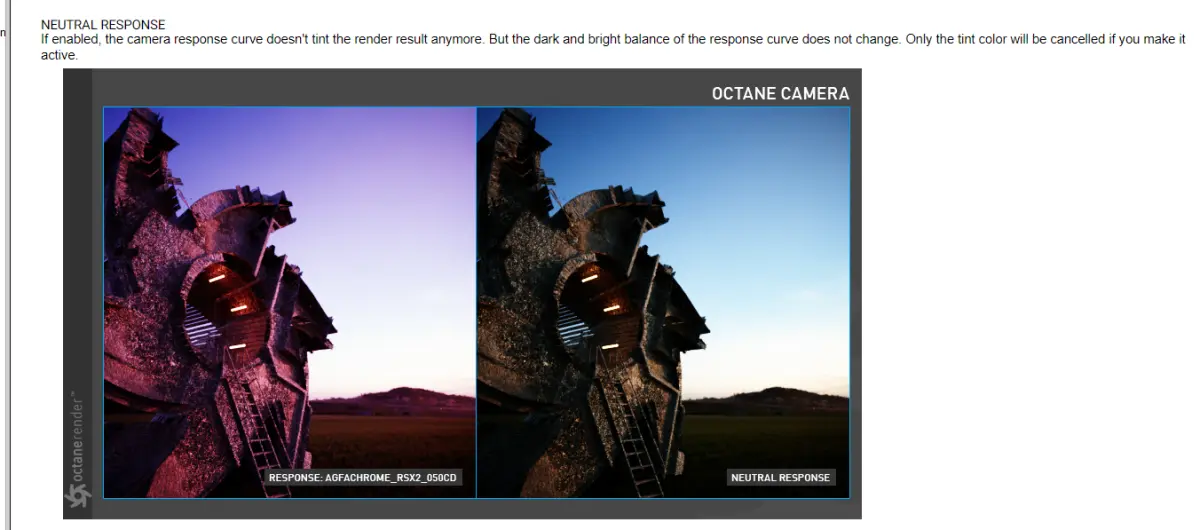 NEUTRAL RESPONSE
n
If enabled, the camera response curve doesn't tint the render result anymore. But the dark and bright balance of the response curve does not change. Only the tint color will be cancelled if you make it
active.
OCTANE CAMERA
octanerender™
RESPONSE: AGFACHROME_RSX2_050CD
NEUTRAL RESPONSE